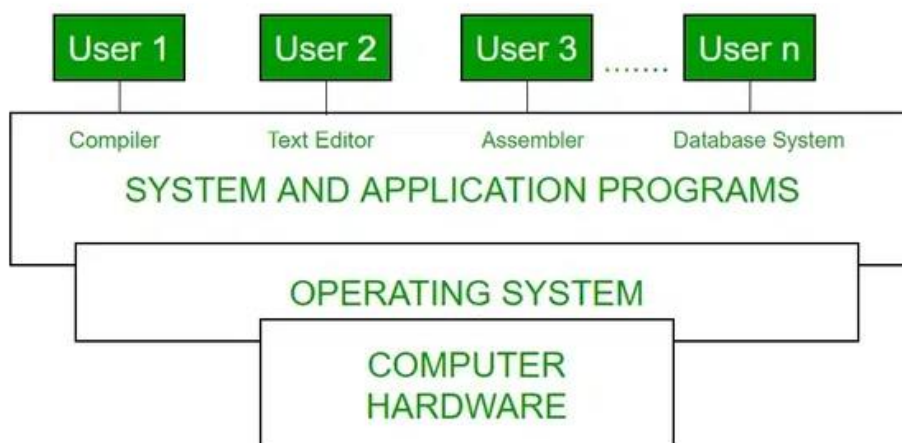 User 1 User 2 User 3 ....... User n
Compiler Text Editor Assembler Database System
SYSTEM AND APPLICATION PROGRAMS
OPERATING SYSTEM
COMPUTER
HARDWARE